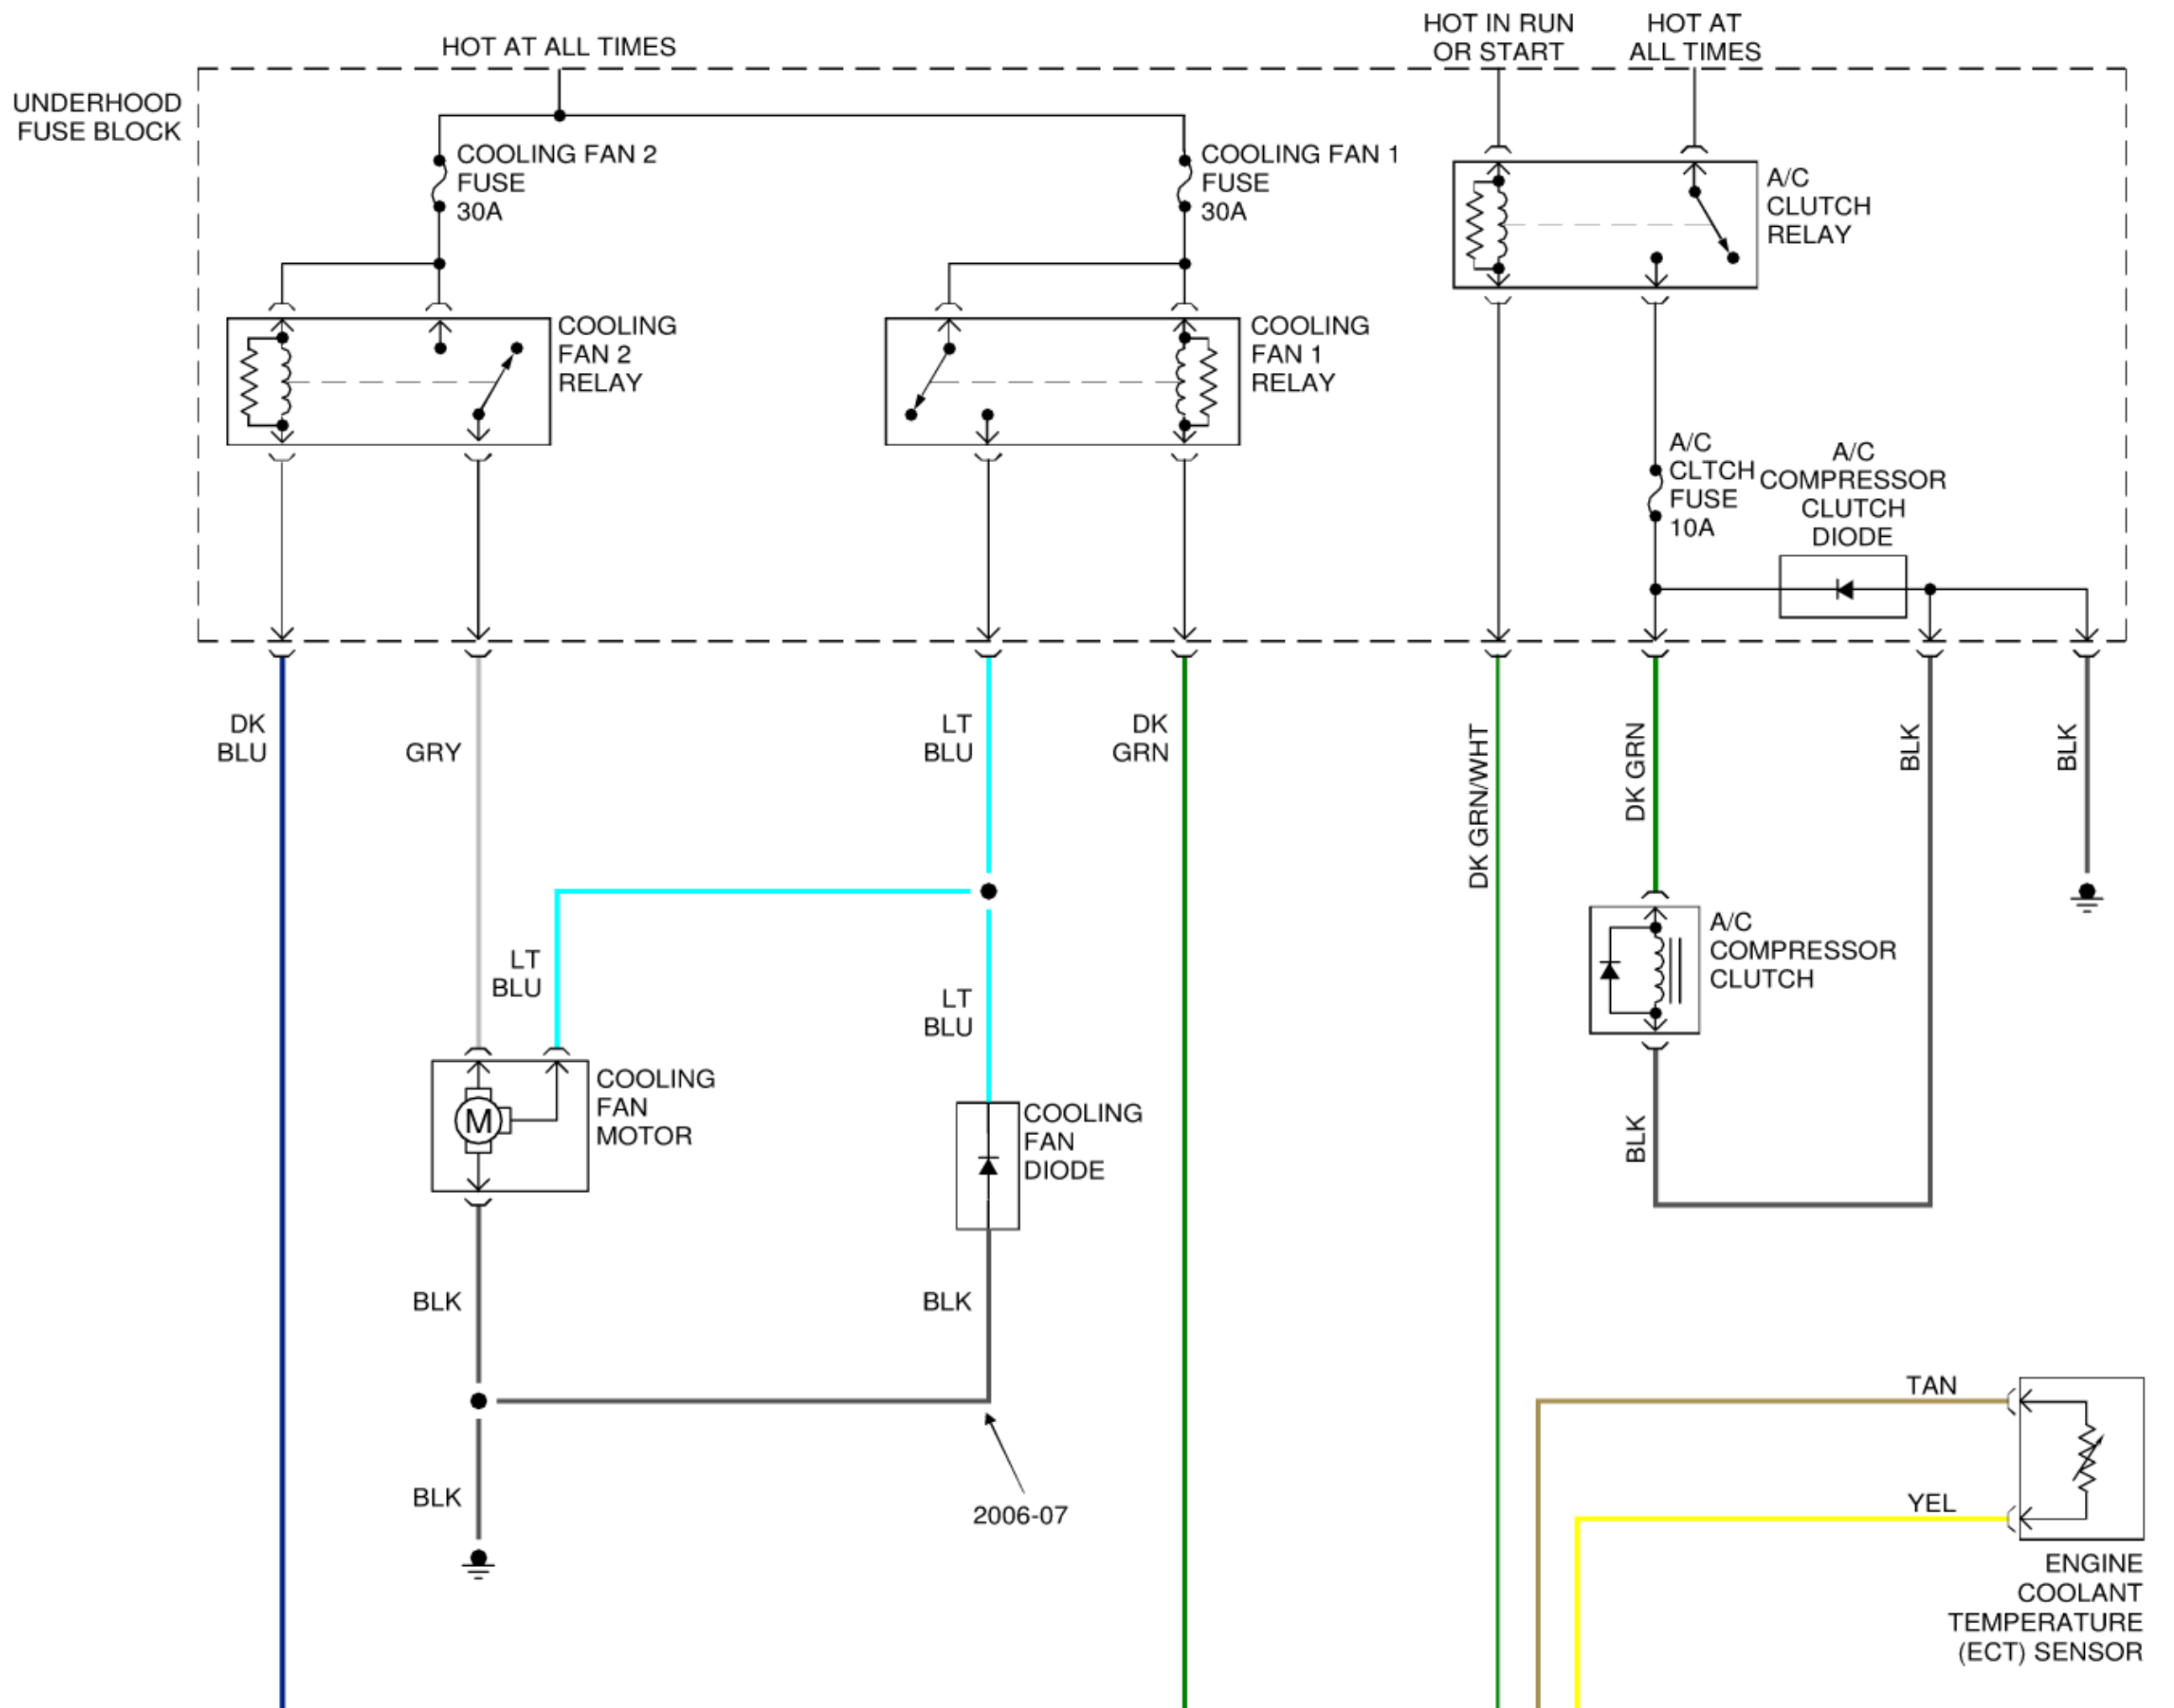 HOT AT ALL TIMES
HOT IN RUN
OR START
HOT AT
ALL TIMES
UNDERHOOD
FUSE BLOCK
COOLING FAN 2
FUSE
30A
COOLING FAN 1
FUSE
30A
A/C
CLUTCH
RELAY
COOLING
FAN 2
RELAY
COOLING
FAN 1
RELAY
A/C
CLTCH
FUSE
10A
A/C
COMPRESSOR
CLUTCH
DIODE
DK
BLU
GRY
LT
BLU
DK
GRN
DK GRN/WHT
DK GRN
BLK
BLK
LT
BLU
LT
BLU
A/C
COMPRESSOR
CLUTCH
M
COOLING
FAN
MOTOR
COOLING
FAN
DIODE
BLK
BLK
BLK
BLK
2006-07
TAN
YEL
ENGINE
COOLANT
TEMPERATURE
(ECT) SENSOR